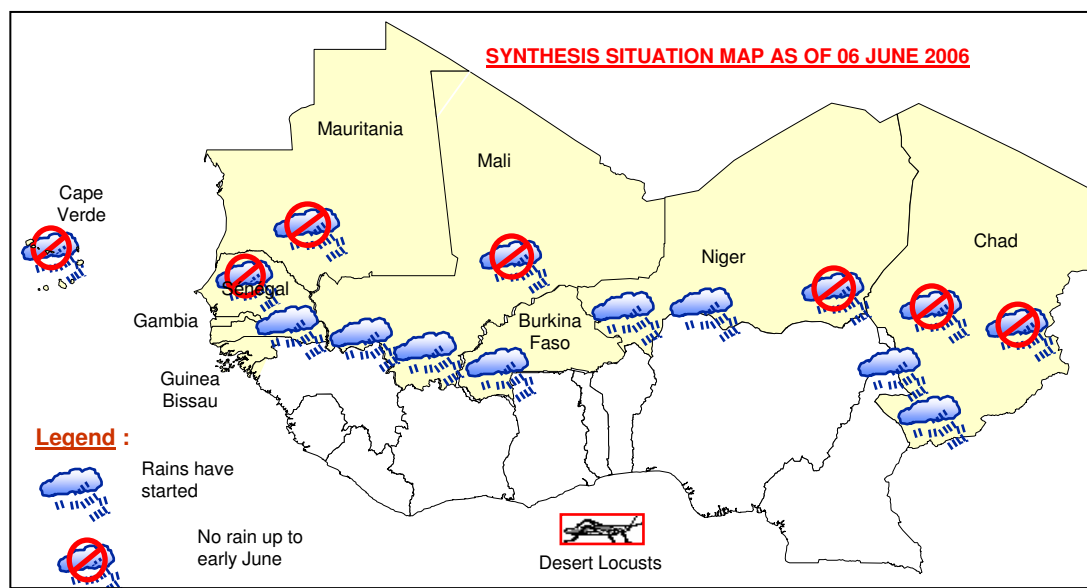 SYNTHESIS SITUATION MAP AS OF 06 JUNE 2006
Mauritania
Mali
Cape
Verde
Niger
Chad
Sénégal
Gambia
Burkina
Faso
Guinea
Bissau
Legend :
Rains have
started
No rain up to
early June
Desert Locusts